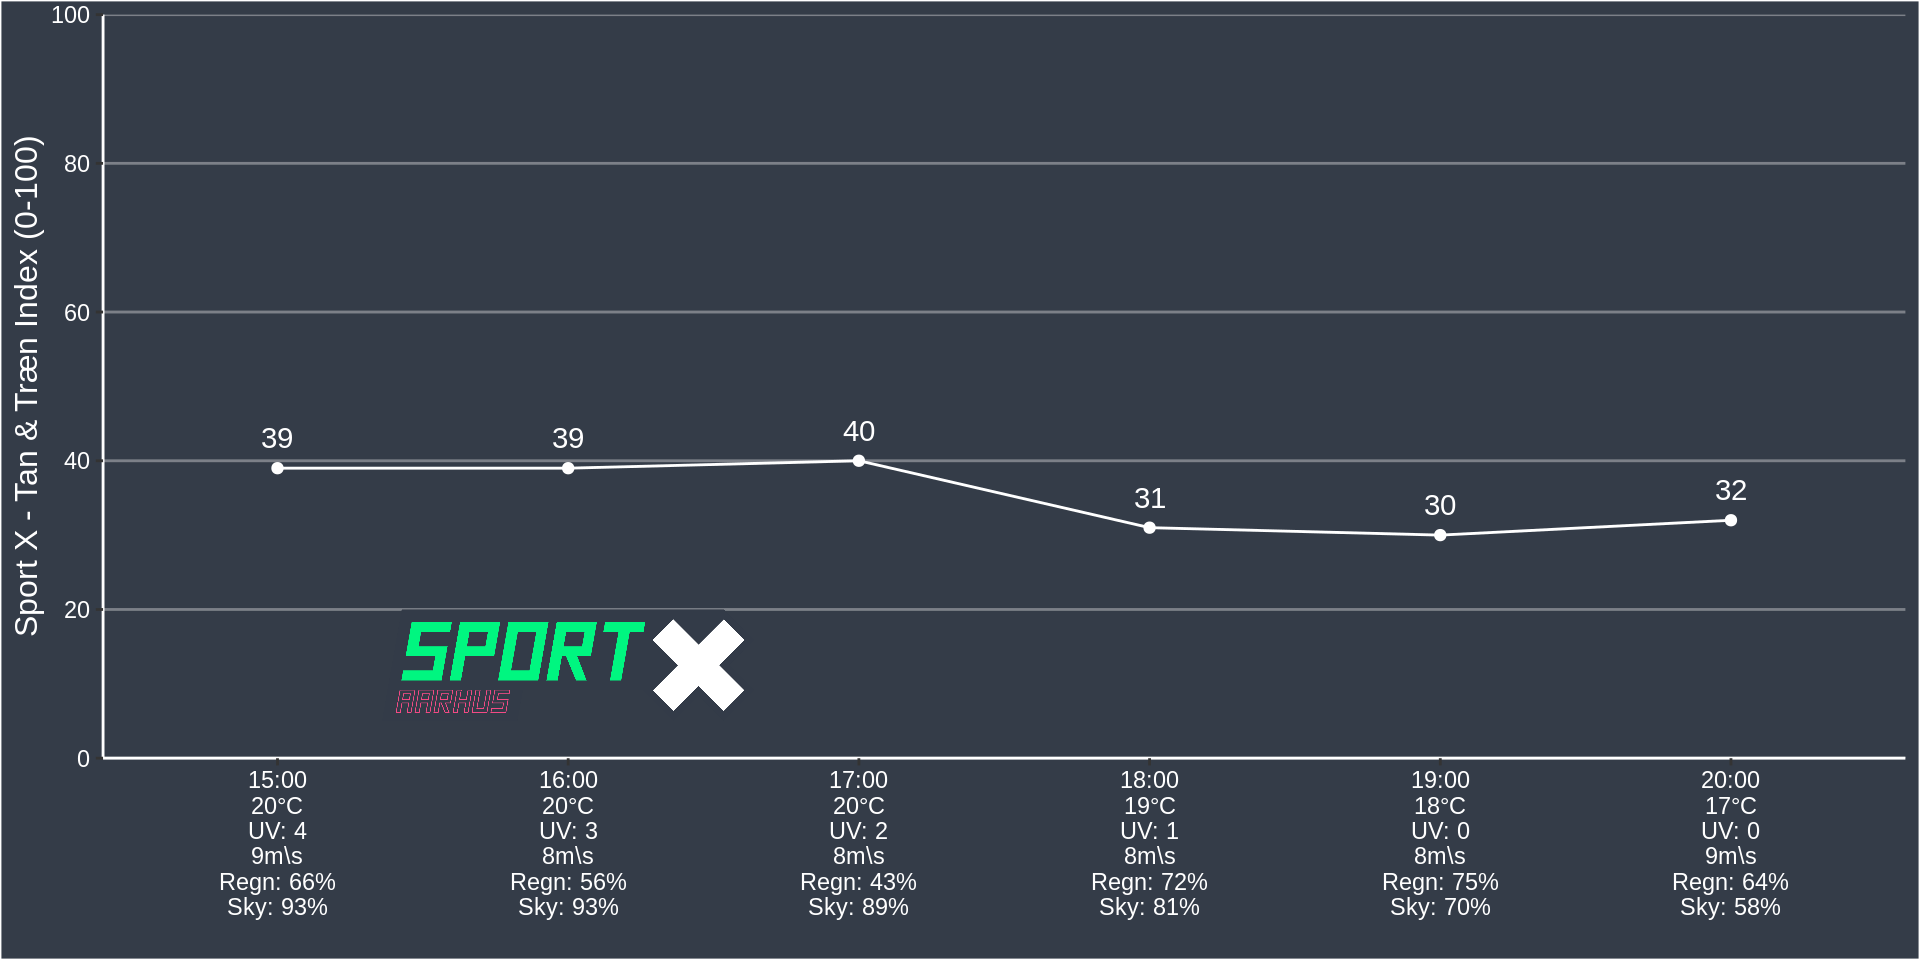 Sport X - Tan & Træn Index (0-100)
100
80
60
40
20
0
39
39
40
31
30
32
SPORT X
AARHUS
15:00
20°C
UV: 4
9m\s
Regn: 66%
Sky: 93%
16:00
20°C
UV: 3
8m\s
Regn: 56%
Sky: 93%
17:00
20°C
UV: 2
8m\s
Regn: 43%
Sky: 89%
18:00
19°C
UV: 1
8m\s
Regn: 72%
Sky: 81%
19:00
18°C
UV: 0
8m\s
Regn: 75%
Sky: 70%
20:00
17°C
UV: 0
9m\s
Regn: 64%
Sky: 58%